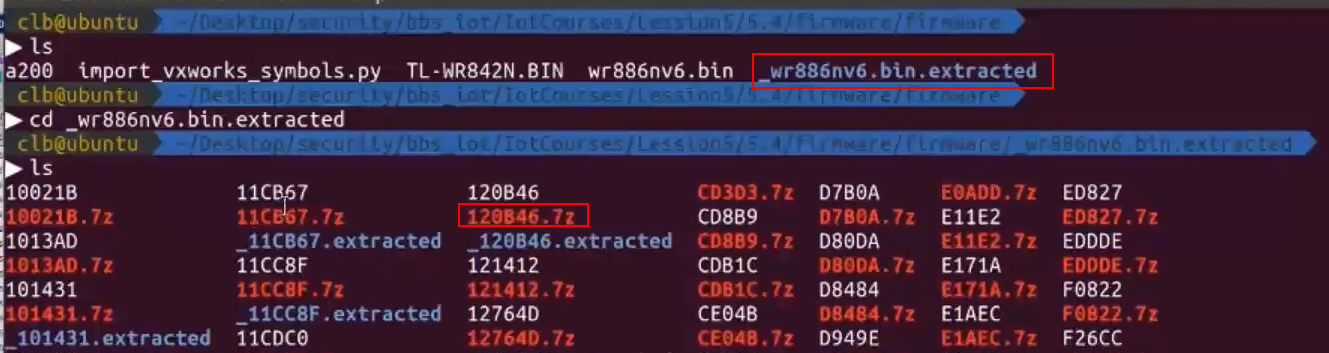 clb@ubuntu ~/Desktop/security/bbs_iot/IotCourses/Lession5/5.4/firmware/firmware
▶ ls
a200 import_vxworks_symbols.py TL-WR842N.BIN wr886nv6.bin _wr886nv6.bin.extracted
clb@ubuntu ~/Desktop/security/bbs_iot/IotCourses/Lession5/5.4/firmware/firmware
▶ cd _wr886nv6.bin.extracted
clb@ubuntu ~/Desktop/security/bbs_iot/IotCourses/Lession5/5.4/firmware/firmware/_wr886nv6.bin.extracted
▶ ls
10021B 11CB67 120B46 CD3D3.7z D7B0A E0ADD.7z ED827
10021B.7z 11CB67.7z 120B46.7z CD8B9 D7B0A.7z E11E2 ED827.7z
1013AD _11CB67.extracted _120B46.extracted CD8B9.7z D80DA E11E2.7z EDDDE
1013AD.7z 11CC8F 121412 CDB1C D80DA.7z E171A EDDDE.7z
101431 11CC8F.7z 121412.7z CDB1C.7z D8484 E171A.7z F0822
101431.7z _11CC8F.extracted 12764D CE04B D8484.7z E1AEC F0822.7z
_101431.extracted 11CDC0 12764D.7z CE04B.7z D949E E1AEC.7z F26CC